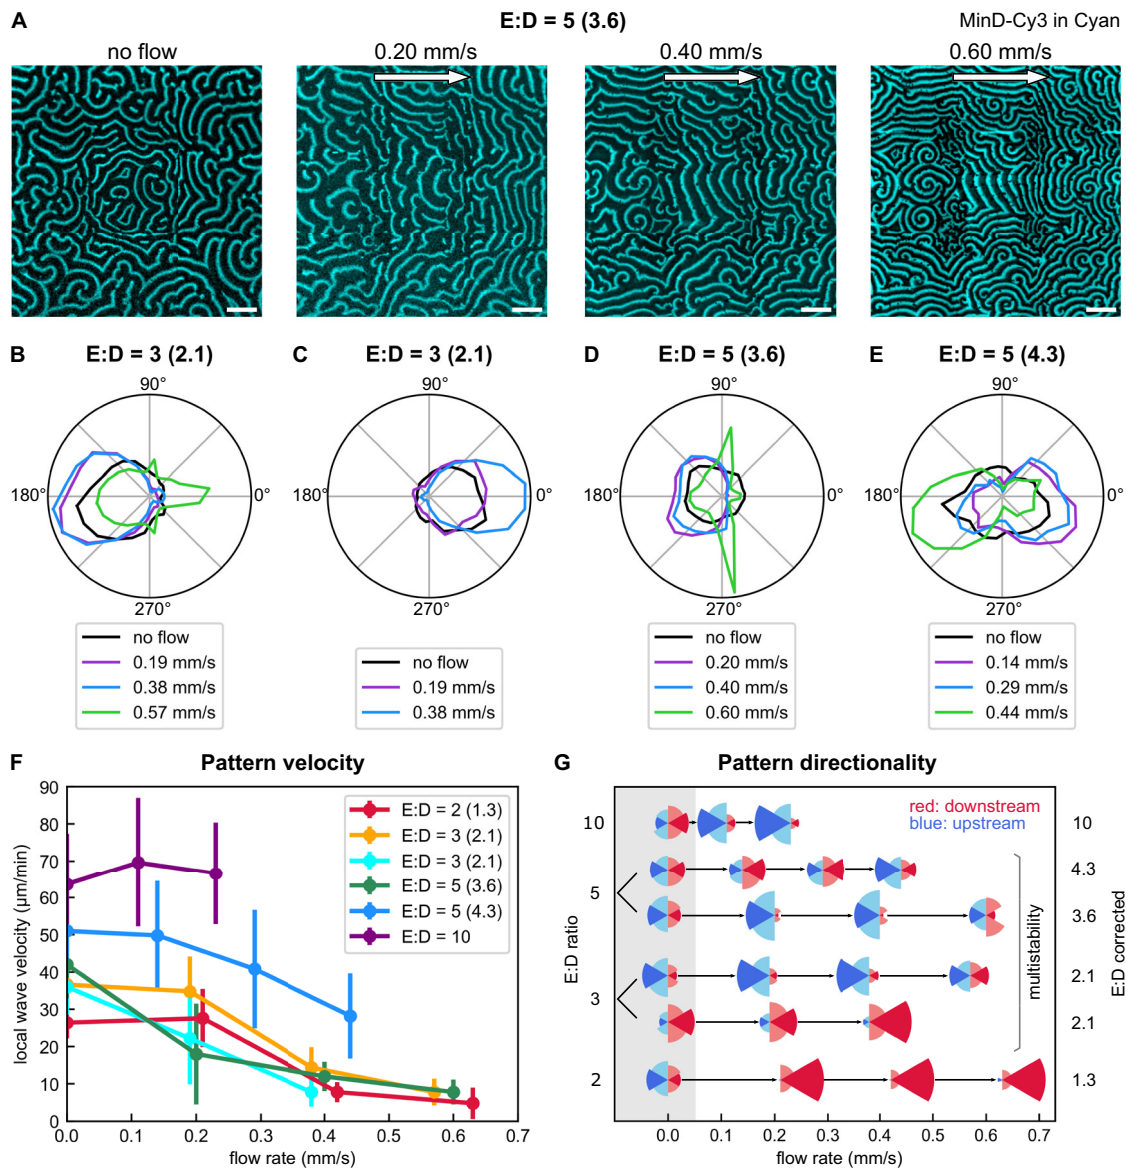 A
E:D = 5 (3.6)
MinD-Cy3 in Cyan
no flow
0.20 mm/s
0.40 mm/s
0.60 mm/s
B
E:D = 3 (2.1)
C
E:D = 3 (2.1)
D
E:D = 5 (3.6)
E
E:D = 5 (4.3)
90°
90°
90°
90°
180°
0°
180°
0°
180°
0°
180°
0°
270°
270°
270°
270°
no flow
0.19 mm/s
0.38 mm/s
0.57 mm/s
no flow
0.19 mm/s
0.38 mm/s
no flow
0.20 mm/s
0.40 mm/s
0.60 mm/s
no flow
0.14 mm/s
0.29 mm/s
0.44 mm/s
F
Pattern velocity
local wave velocity (µm/min)
90
80
70
60
50
40
30
20
10
0
0.0
0.1
0.2
0.3
0.4
0.5
0.6
0.7
flow rate (mm/s)
E:D = 2 (1.3)
E:D = 3 (2.1)
E:D = 3 (2.1)
E:D = 5 (3.6)
E:D = 5 (4.3)
E:D = 10
G
Pattern directionality
red: downstream
blue: upstream
E:D ratio
10
5
3
2
10
4.3
3.6
2.1
2.1
1.3
multistability
E:D corrected
0.0
0.1
0.2
0.3
0.4
0.5
0.6
0.7
flow rate (mm/s)